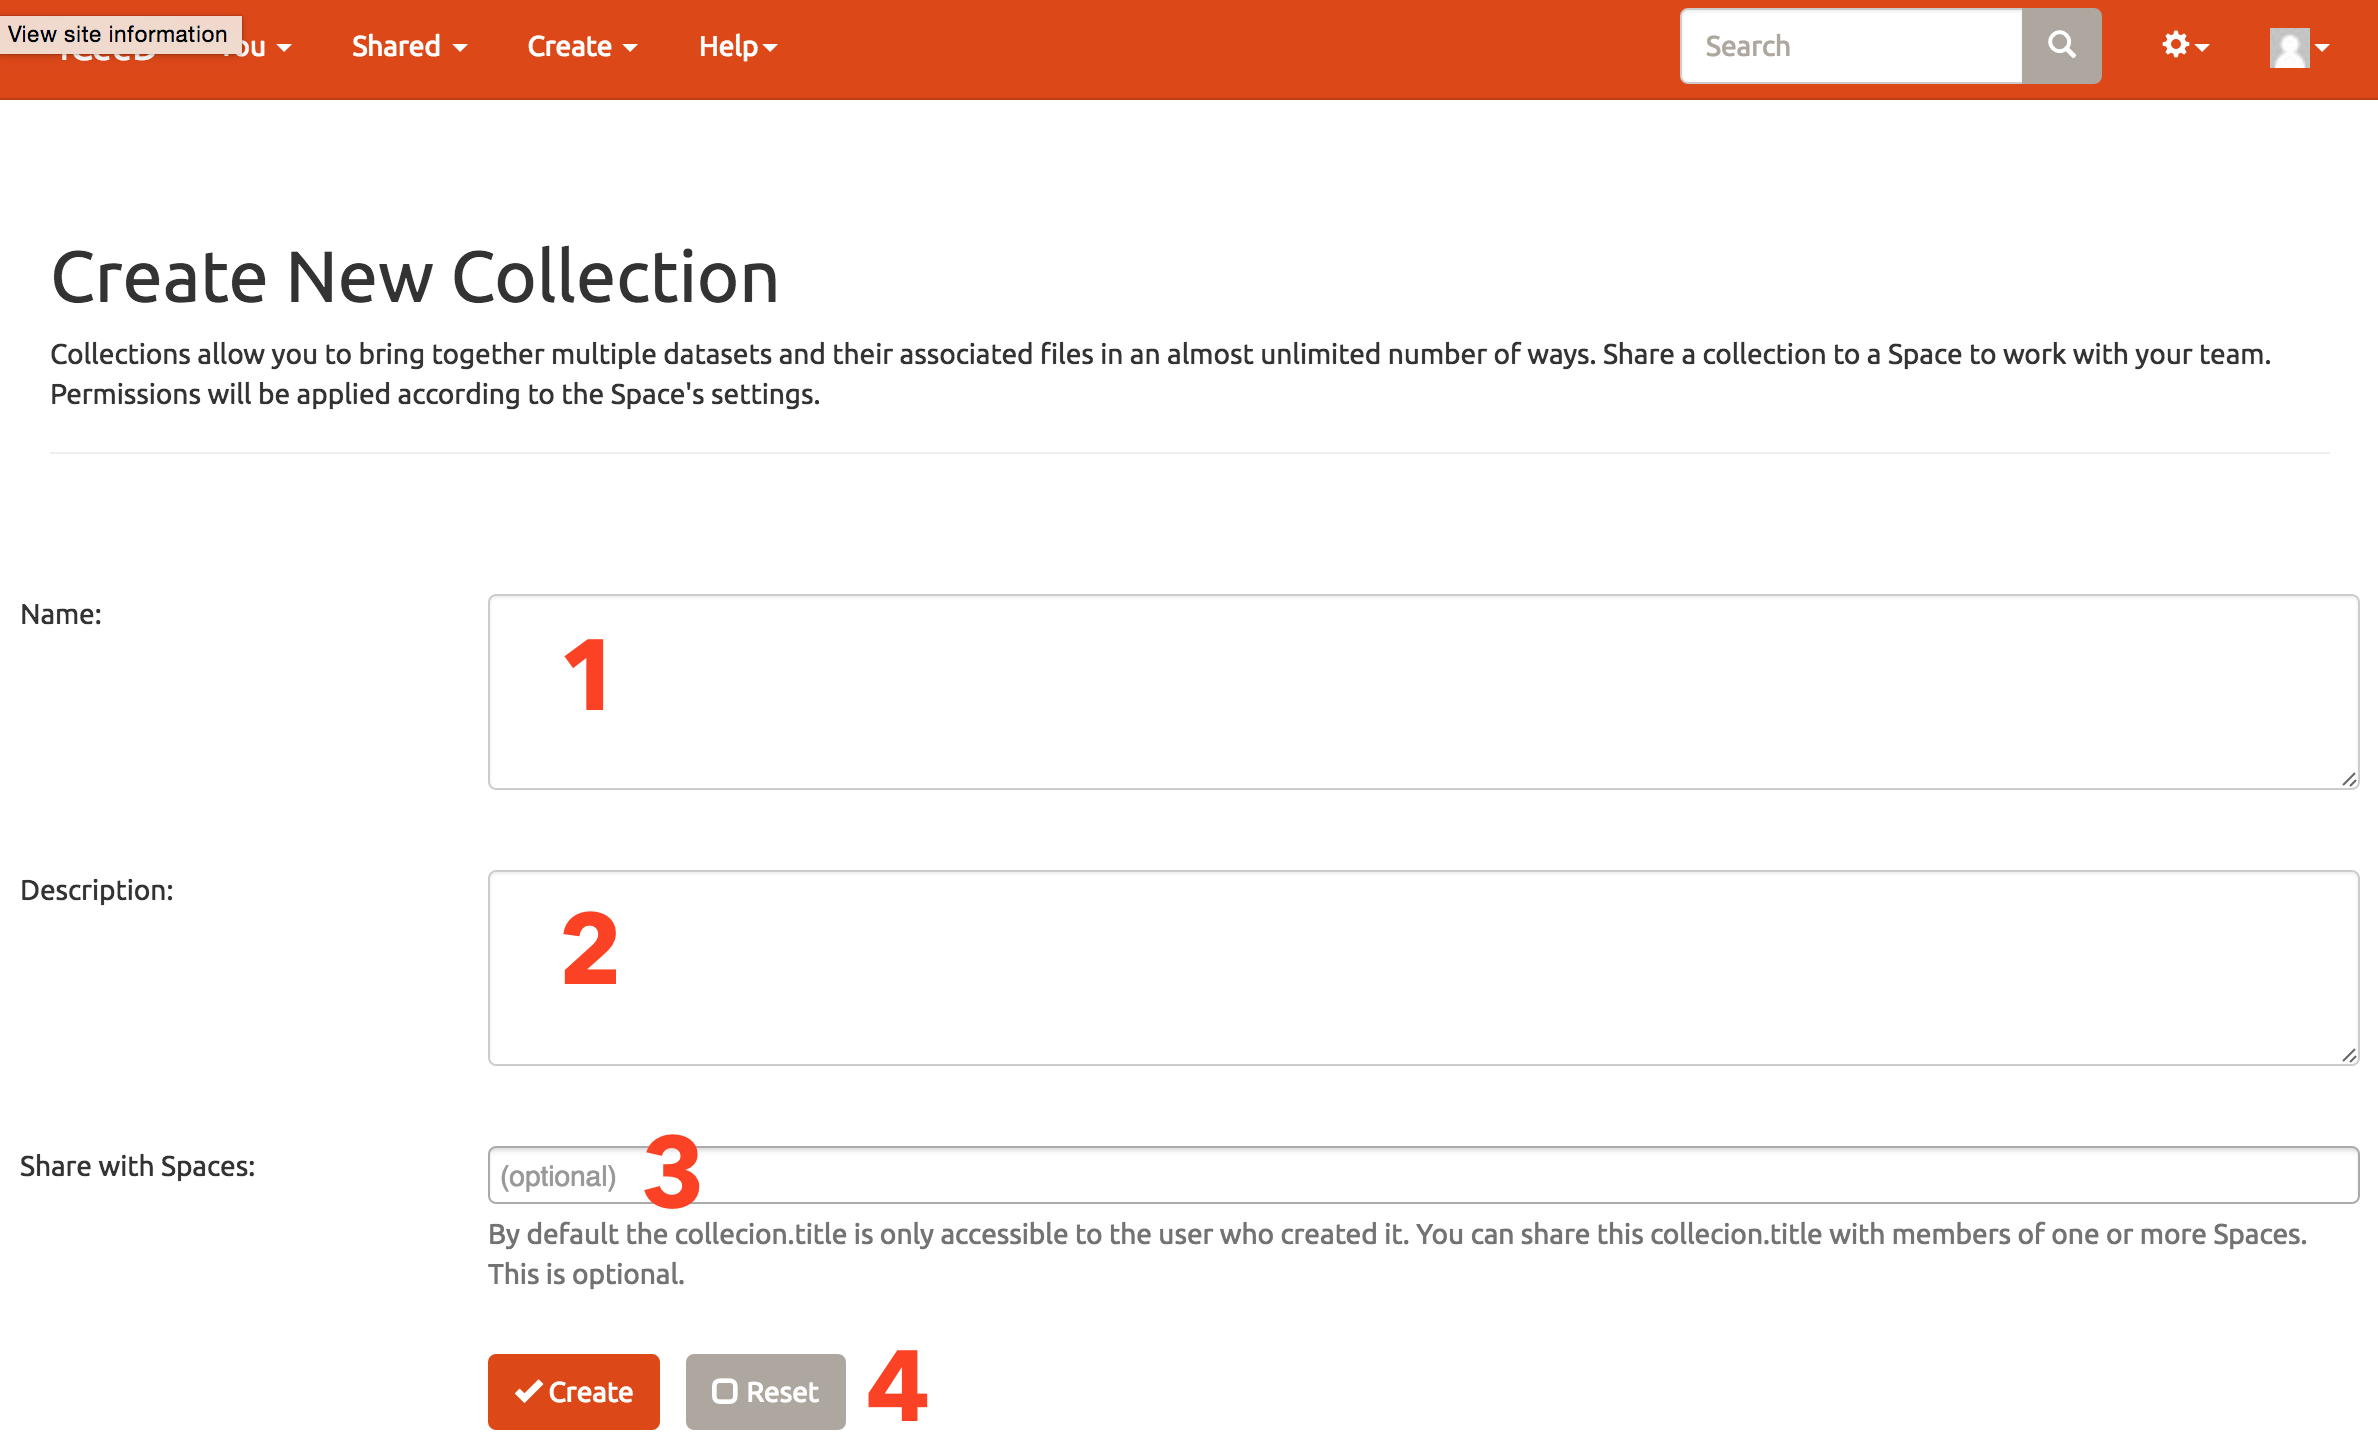 View site information
Shared
Create
Help
Search
Create New Collection
Collections allow you to bring together multiple datasets and their associated files in an almost unlimited number of ways. Share a collection to a Space to work with your team.
Permissions will be applied according to the Space's settings.
Name:
1
Description:
2
Share with Spaces:
(optional) 3
By default the collecion.title is only accessible to the user who created it. You can share this collecion.title with members of one or more Spaces.
This is optional.
Create
Reset
4